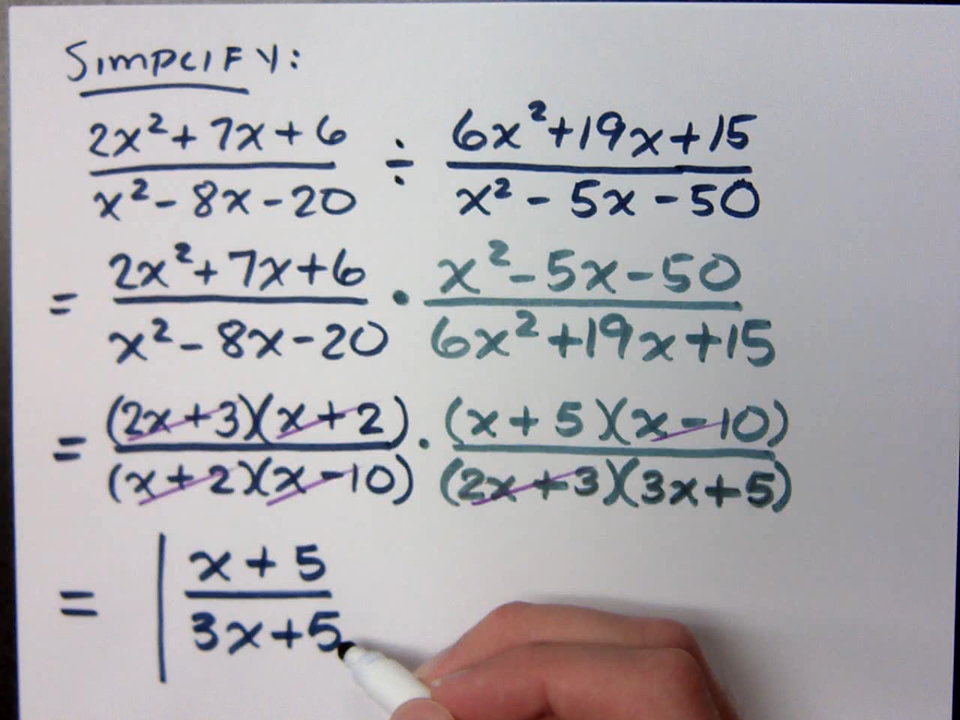 SIMPLIFY:
2x²+7x+6 ÷ 6x²+19x+15
x²-8x-20 x²-5x-50
= 2x²+7x+6 · x²-5x-50
x²-8x-20 6x²+19x+15
= (2x+3)(x+2) · (x+5)(x-10)
(x+2)(x-10) (2x+3)(3x+5)
= x+5
3x+5